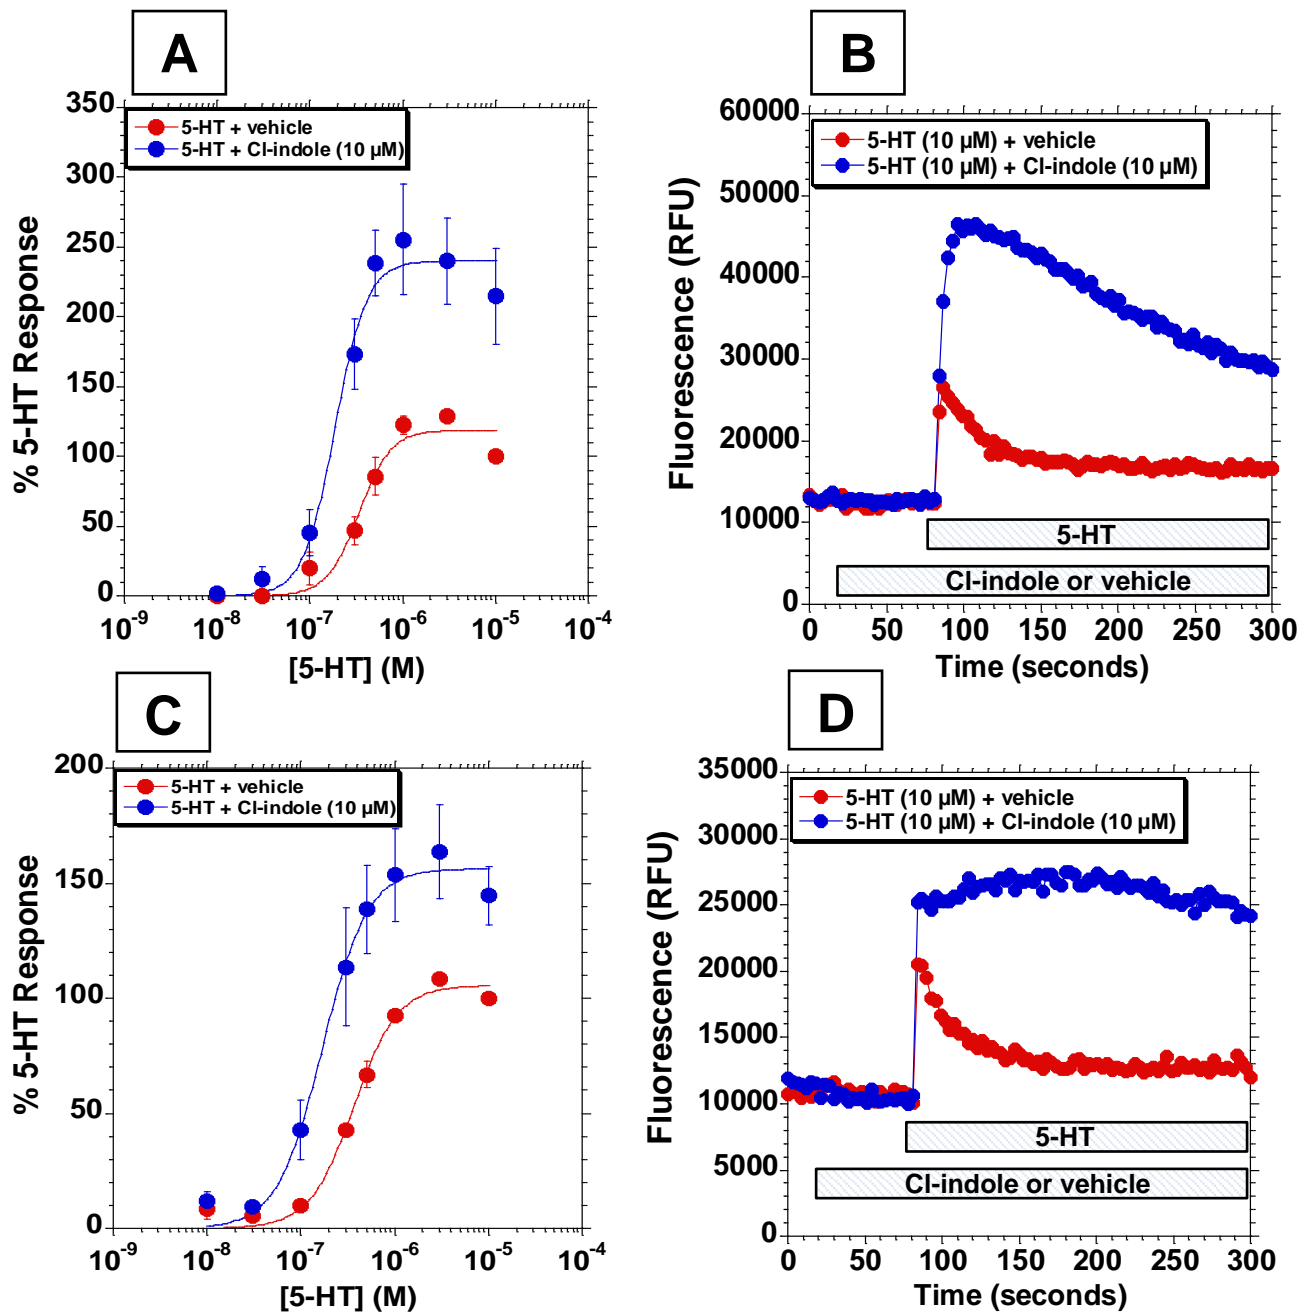 A
350
300
250
200
150
100
50
0
% 5-HT Response
5-HT + vehicle
5-HT + Cl-indole (10 µM)
10-9 10-8 10-7 10-6 10-5 10-4
[5-HT] (M)
B
60000
50000
40000
30000
20000
10000
0
Fluorescence (RFU)
5-HT (10 µM) + vehicle
5-HT (10 µM) + Cl-indole (10 µM)
5-HT
Cl-indole or vehicle
0 50 100 150 200 250 300
Time (seconds)
C
200
150
100
50
0
% 5-HT Response
5-HT + vehicle
5-HT + Cl-indole (10 µM)
10-9 10-8 10-7 10-6 10-5 10-4
[5-HT] (M)
D
35000
30000
25000
20000
15000
10000
5000
0
Fluorescence (RFU)
5-HT (10 µM) + vehicle
5-HT (10 µM) + Cl-indole (10 µM)
5-HT
Cl-indole or vehicle
0 50 100 150 200 250 300
Time (seconds)